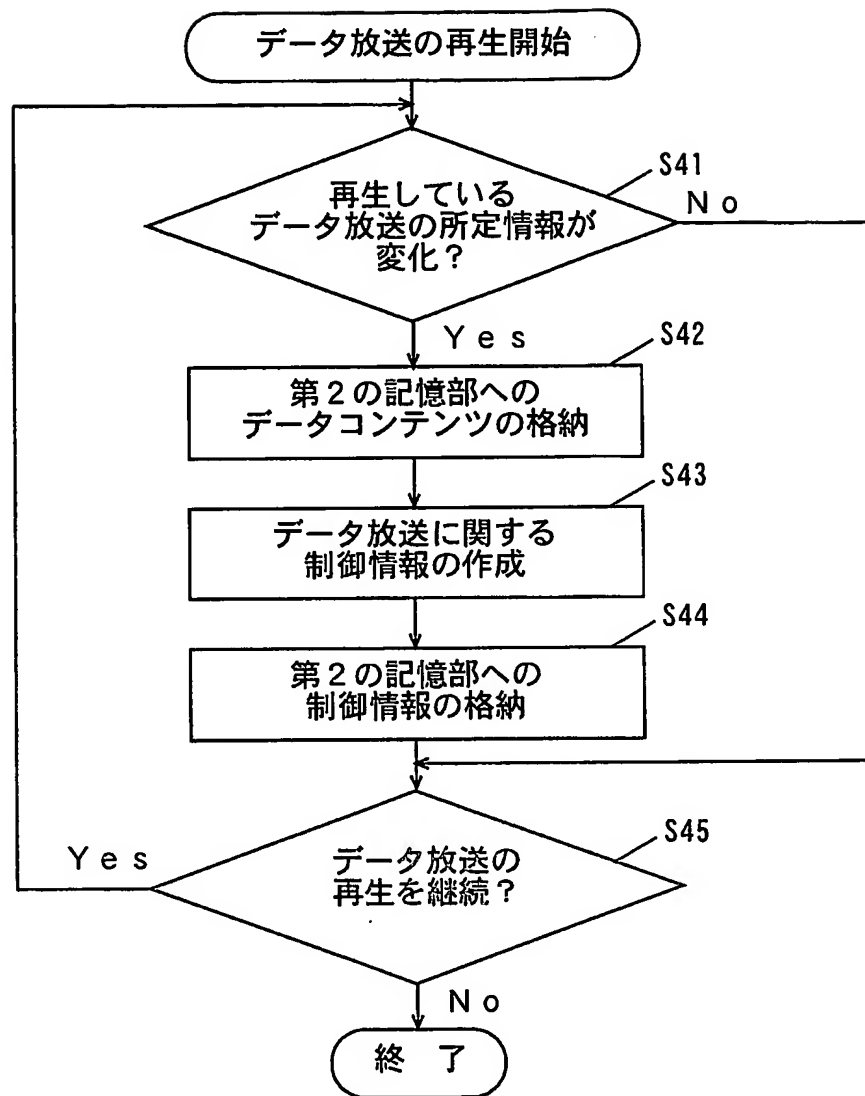 データ放送の再生開始
S41
再生している
データ放送の所定情報が
変化？
No
Yes
S42
第２の記憶部への
データコンテンツの格納
S43
データ放送に関する
制御情報の作成
S44
第２の記憶部への
制御情報の格納
S45
Yes
データ放送の
再生を継続？
No
終 了